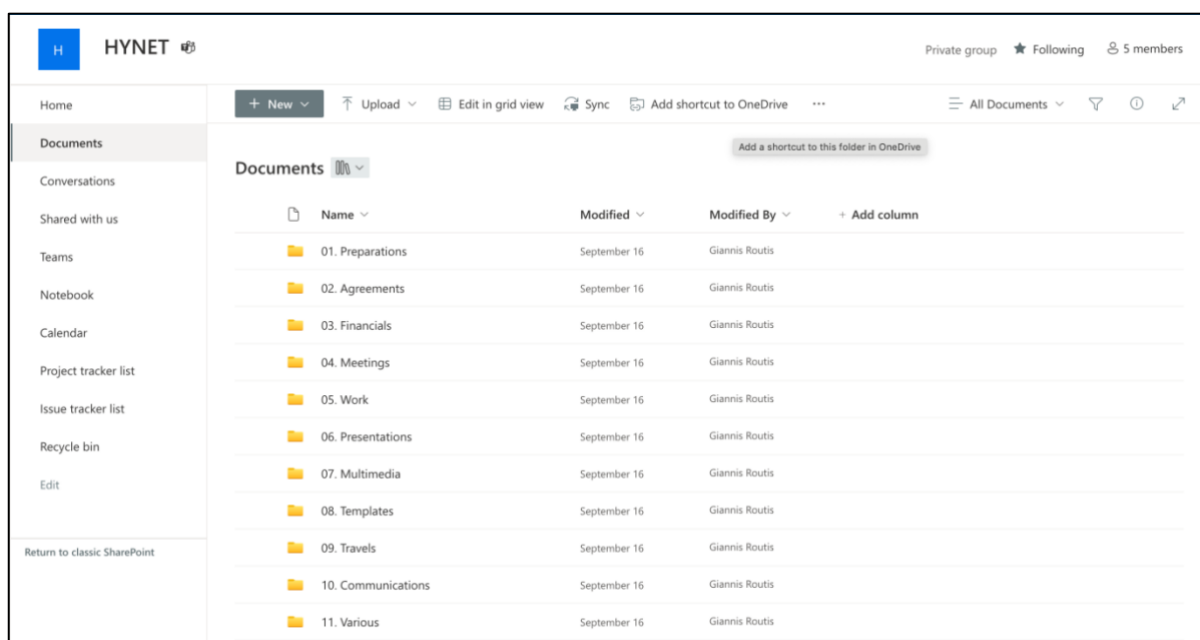 H
HYNET
Private group Following 5 members
Home
Documents
Conversations
Shared with us
Teams
Notebook
Calendar
Project tracker list
Issue tracker list
Recycle bin
Edit
Return to classic SharePoint
+ New Upload Edit in grid view Sync Add shortcut to OneDrive ... All Documents
Add a shortcut to this folder in OneDrive
Documents
Name Modified Modified By + Add column
01. Preparations September 16 Giannis Routis
02. Agreements September 16 Giannis Routis
03. Financials September 16 Giannis Routis
04. Meetings September 16 Giannis Routis
05. Work September 16 Giannis Routis
06. Presentations September 16 Giannis Routis
07. Multimedia September 16 Giannis Routis
08. Templates September 16 Giannis Routis
09. Travels September 16 Giannis Routis
10. Communications September 16 Giannis Routis
11. Various September 16 Giannis Routis